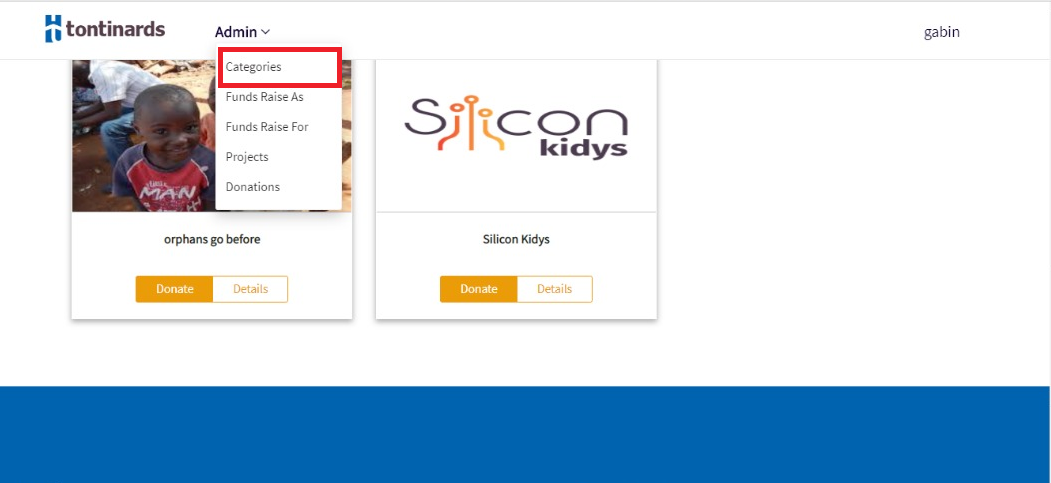 tontinards
Admin
gabin
Categories
Funds Raise As
Funds Raise For
Projects
Donations
MAN
Silicon
kidys
orphans go before
Silicon Kidys
Donate
Details
Donate
Details